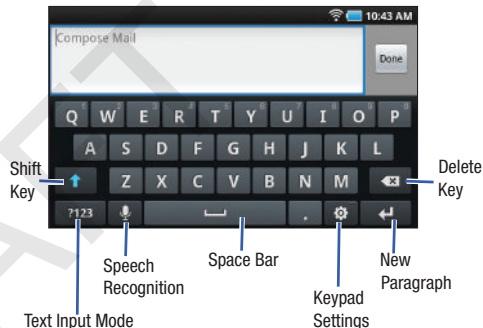 10:43 AM
Compose Mail
Done
Q W E R T Y U I O P
A S D F G H J K L
Shift
Key
Z X C V B N M
Delete
Key
?123 .
Speech
Recognition
Space Bar
New
Paragraph
Text Input Mode
Keypad
Settings